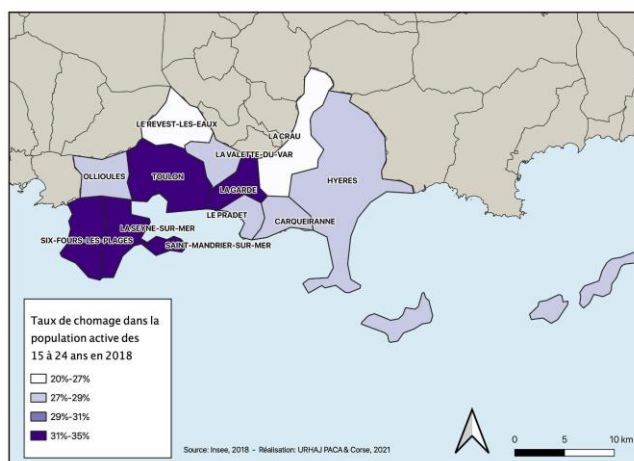 LE REVEST-LES-EAUX
LA CRAU
LA VALETTE-DU-VAR
OLLIOULES
TOULON
HYERES
LA GARDE
LE PRADET
CARQUEIRANNE
LA SEYNE-SUR-MER
SIX-FOURS-LES-PLAGES
SAINT-MANDRIER-SUR-MER
Taux de chomage dans la
population active des
15 à 24 ans en 2018
20%-27%
27%-29%
29%-31%
31%-35%
Source: Insee, 2018 - Réalisation: URHAJ PACA & Corse, 2021
0 5 10 km